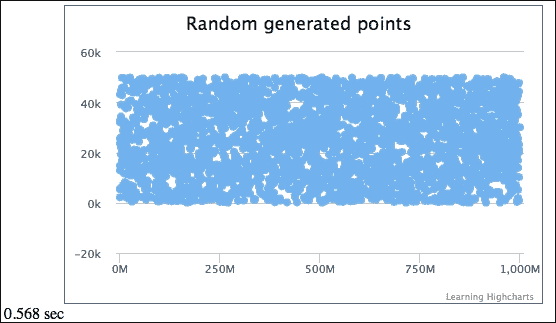 Random generated points
60k
40k
20k
0k
−20k
0M 250M 500M 750M 1,000M
Learning Highcharts
0.568 sec